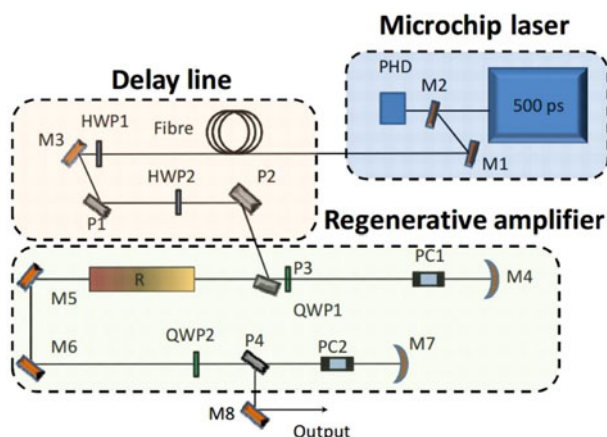 Microchip laser
PHD
M2
500 ps
M1
Delay line
HWP1
Fibre
M3
HWP2
P2
P1
Regenerative amplifier
P3
PC1
M4
R
M5
QWP1
M6
QWP2
P4
PC2
M7
M8
Output